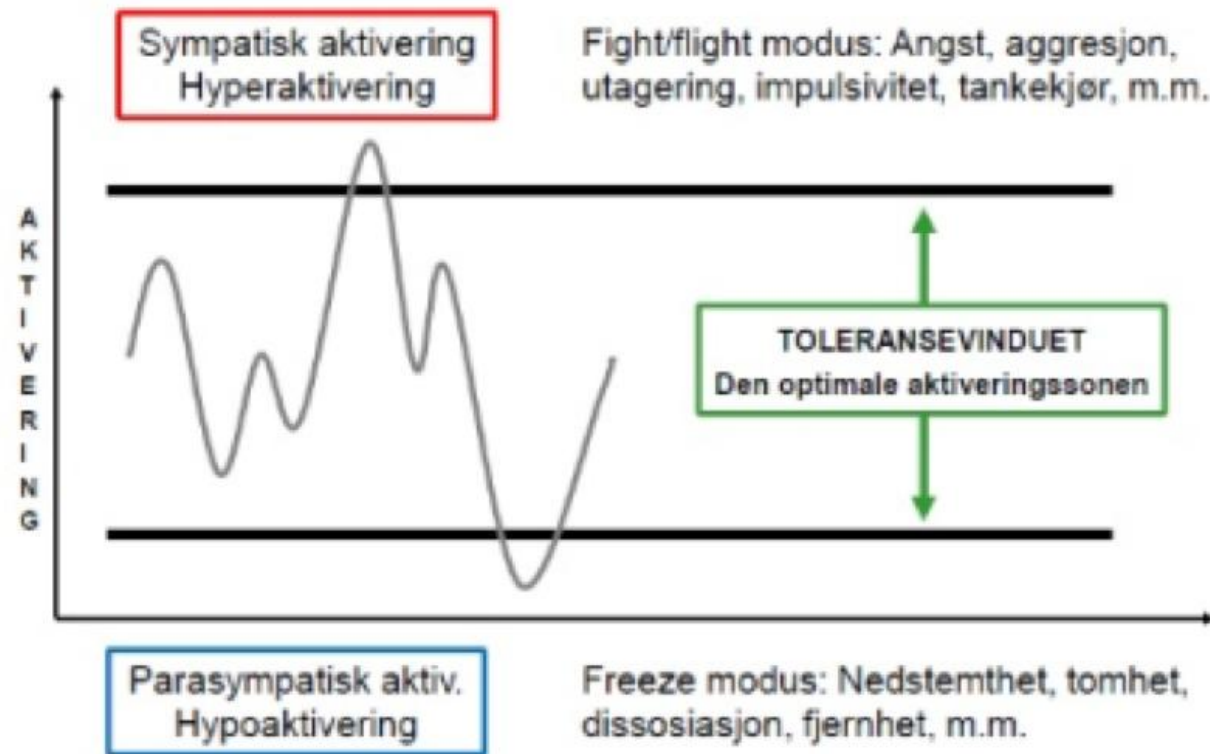 Sympatisk aktivering
Hyperaktivering
Fight/flight modus: Angst, aggresjon,
utagering, impulsivitet, tankekjør, m.m.
AKTIVERING
TOLERANSEVINDUET
Den optimale aktiveringssonen
Parasympatisk aktiv.
Hypoaktivering
Freeze modus: Nedstemthet, tomhet,
dissosiasjon, fjernhet, m.m.